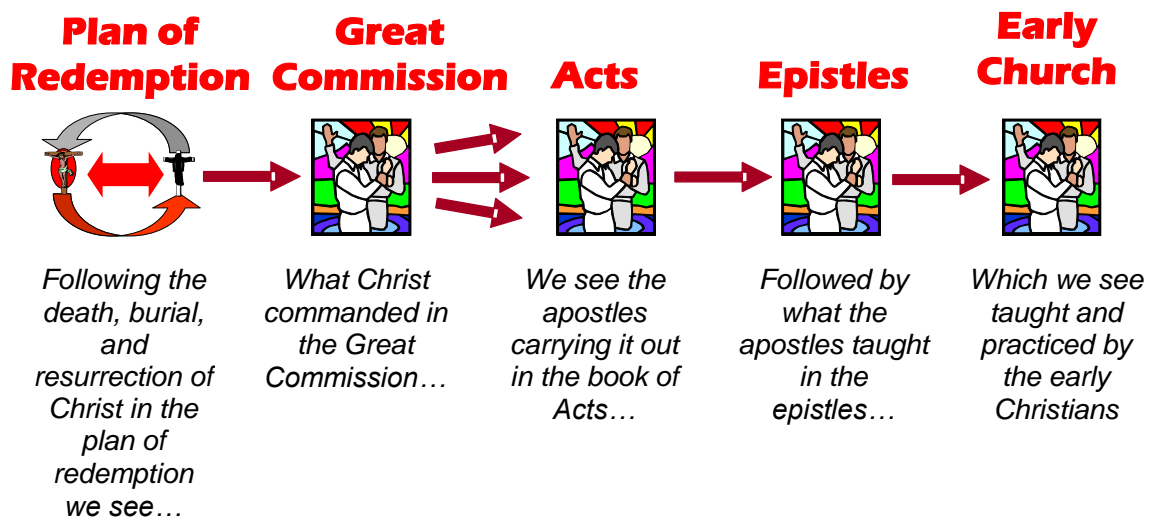 Plan of
Redemption
Great
Commission
Acts
Epistles
Early
Church
Following the
death, burial,
and
resurrection of
Christ in the
plan of
redemption
we see…
What Christ
commanded in
the Great
Commission…
We see the
apostles
carrying it out
in the book of
Acts…
Followed by
what the
apostles taught
in the
epistles…
Which we see
taught and
practiced by
the early
Christians